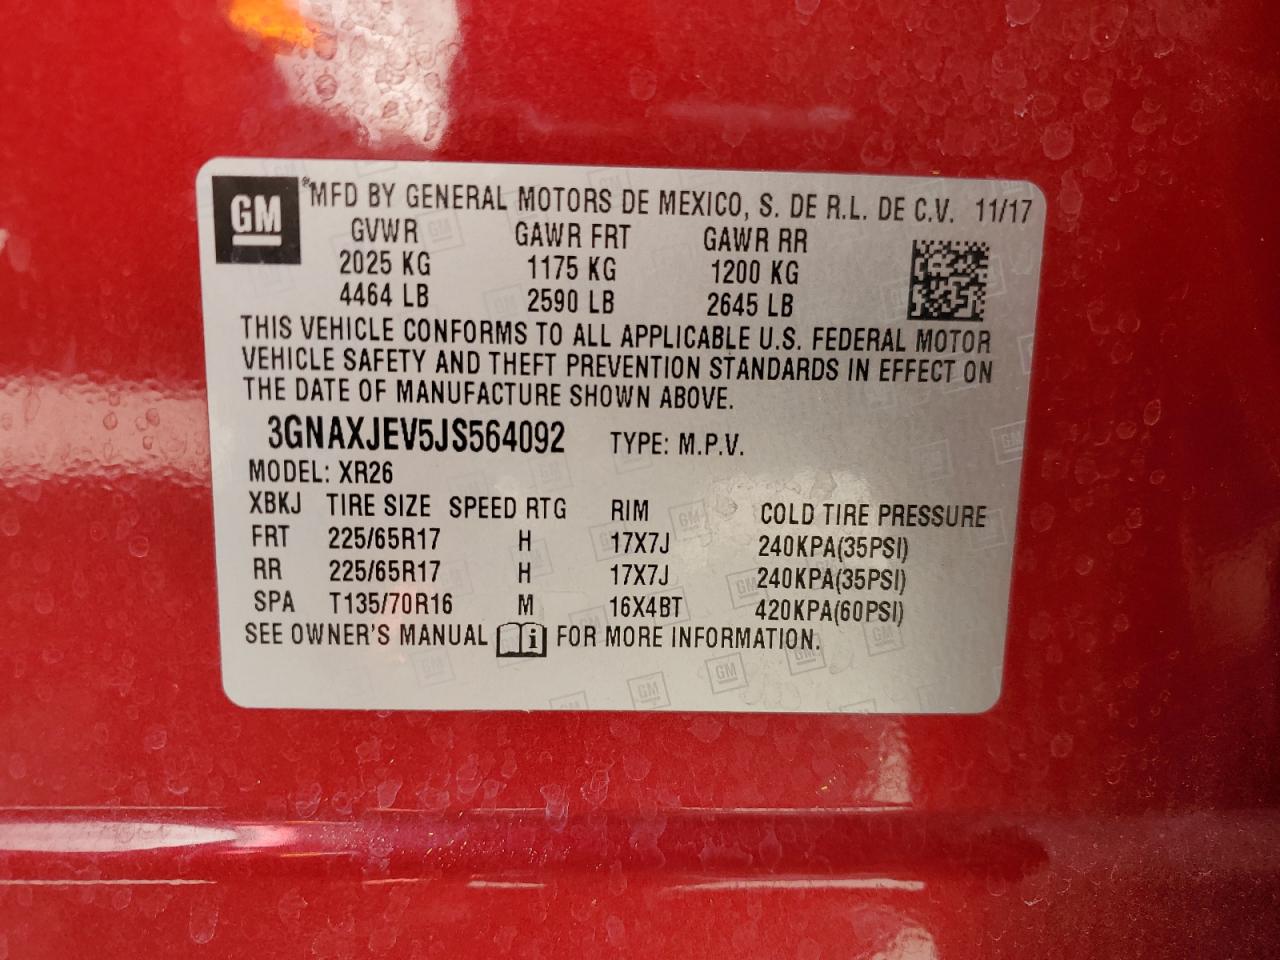 GM
®MFD BY GENERAL MOTORS DE MEXICO, S. DE R.L. DE C.V. 11/17
GVWR GAWR FRT GAWR RR
2025 KG 1175 KG 1200 KG
4464 LB 2590 LB 2645 LB
THIS VEHICLE CONFORMS TO ALL APPLICABLE U.S. FEDERAL MOTOR
VEHICLE SAFETY AND THEFT PREVENTION STANDARDS IN EFFECT ON
THE DATE OF MANUFACTURE SHOWN ABOVE.
3GNAXJEV5JS564092 TYPE: M.P.V.
MODEL: XR26
XBKJ TIRE SIZE SPEED RTG RIM COLD TIRE PRESSURE
FRT 225/65R17 H 17X7J 240KPA(35PSI)
RR 225/65R17 H 17X7J 240KPA(35PSI)
SPA T135/70R16 M 16X4BT 420KPA(60PSI)
SEE OWNER'S MANUAL i FOR MORE INFORMATION.